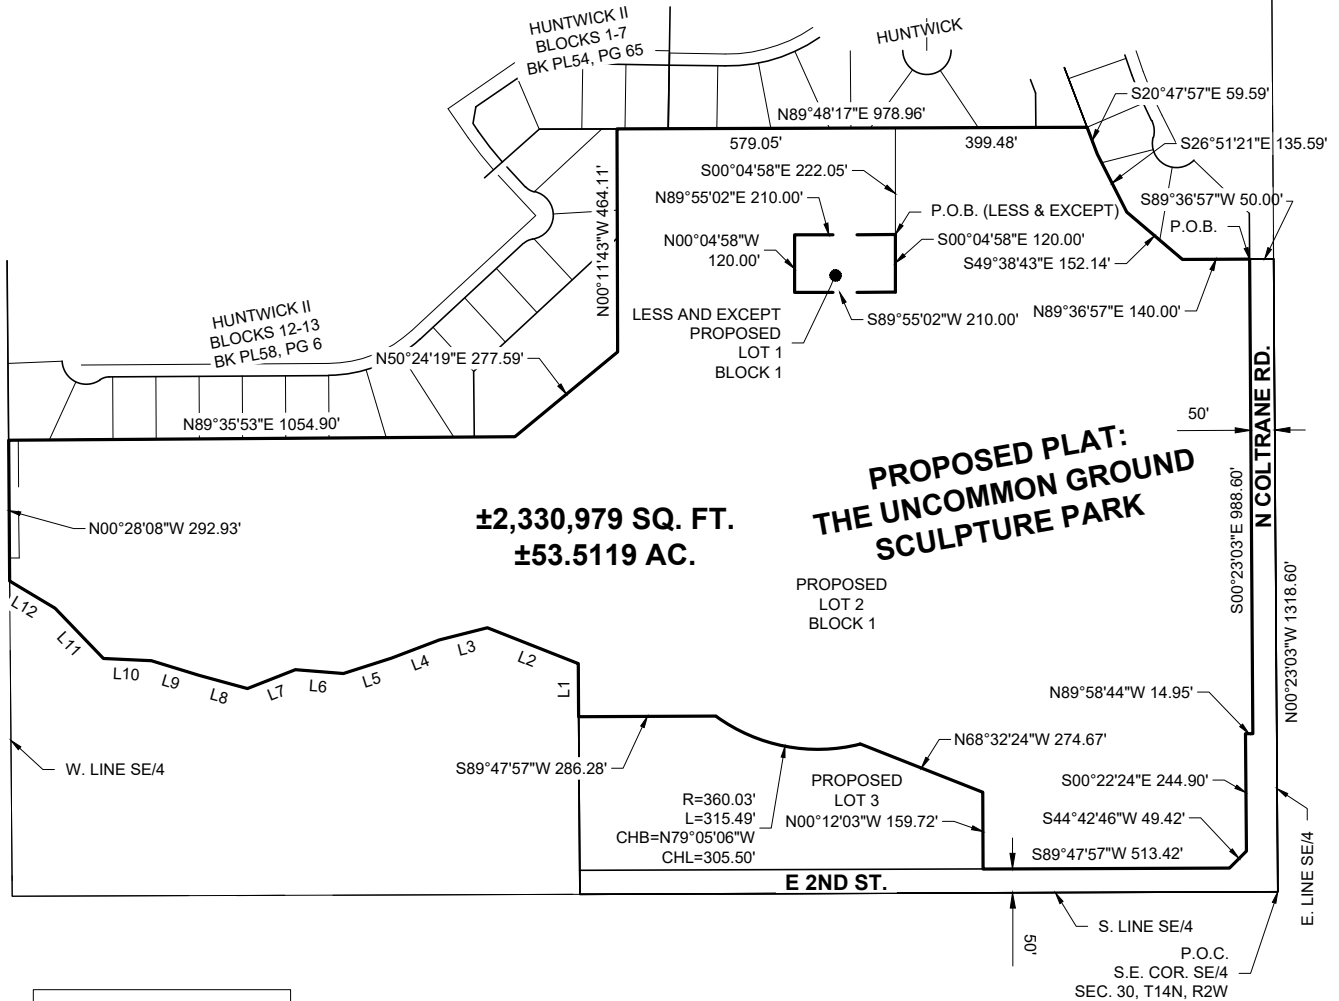 HUNTWICK II
BLOCKS 1-7
BK PL54, PG 65
HUNTWICK
S20°47'57"E 59.59'
N89°48'17"E 978.96'
579.05'
399.48'
S26°51'21"E 135.59'
S00°04'58"E 222.05'
N89°55'02"E 210.00'
S89°36'57"W 50.00'
P.O.B. (LESS & EXCEPT)
P.O.B.
N00°04'58"W
120.00'
S00°04'58"E 120.00'
S49°38'43"E 152.14'
N00°11'43"W 464.11'
LESS AND EXCEPT
PROPOSED
LOT 1
BLOCK 1
S89°55'02"W 210.00'
N89°36'57"E 140.00'
HUNTWICK II
BLOCKS 12-13
BK PL58, PG 6
N50°24'19"E 277.59'
N89°35'53"E 1054.90'
50'
N COLTRANE RD.
PROPOSED PLAT:
THE UNCOMMON GROUND
SCULPTURE PARK
S00°23'03"E 988.60'
N00°23'03"W 1318.60'
N00°28'08"W 292.93'
±2,330,979 SQ. FT.
±53.5119 AC.
PROPOSED
LOT 2
BLOCK 1
L12
L11
L10
L9
L8
L7
L6
L5
L4
L3
L2
L1
N89°58'44"W 14.95'
W. LINE SE/4
S89°47'57"W 286.28'
N68°32'24"W 274.67'
R=360.03'
L=315.49'
CHB=N79°05'06"W
CHL=305.50'
PROPOSED
LOT 3
N00°12'03"W 159.72'
S00°22'24"E 244.90'
S44°42'46"W 49.42'
S89°47'57"W 513.42'
E 2ND ST.
E. LINE SE/4
50'
S. LINE SE/4
P.O.C.
S.E. COR. SE/4
SEC. 30, T14N, R2W